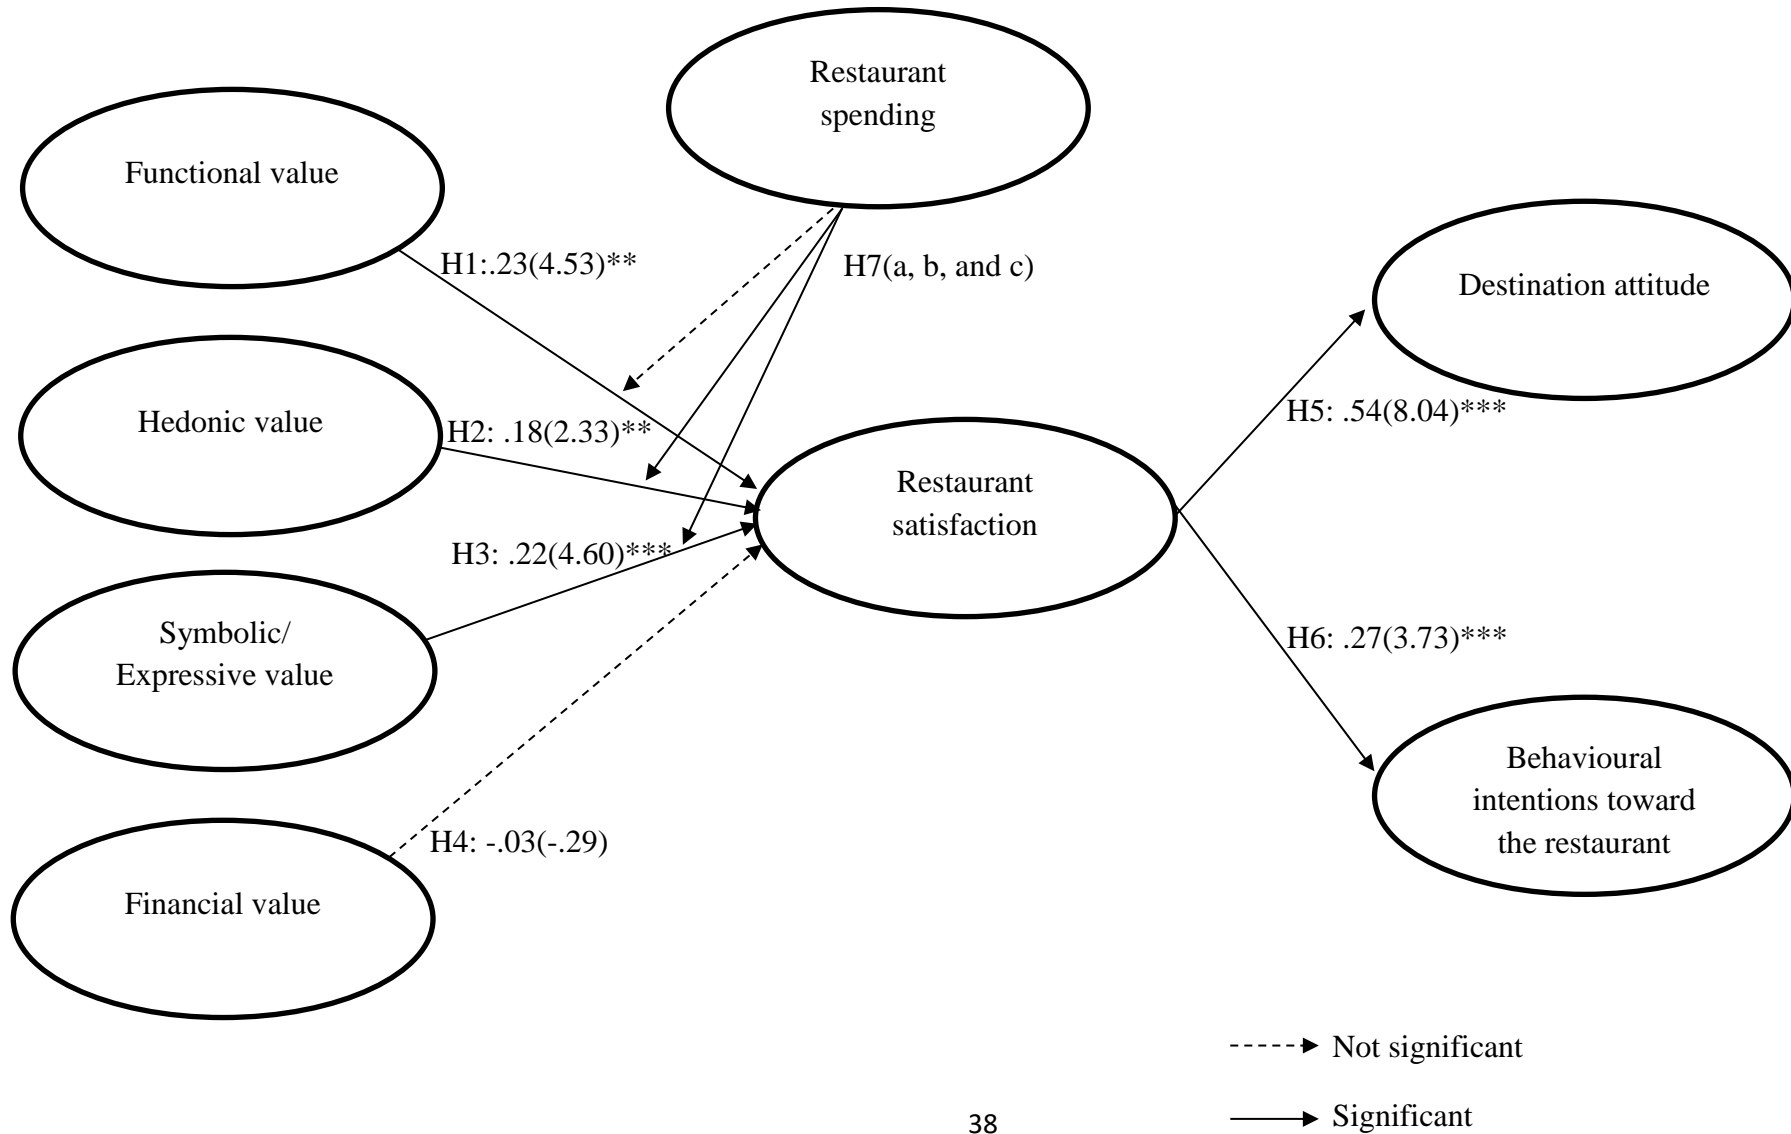 Restaurant
spending
Functional value
H1:.23(4.53)**
H7(a, b, and c)
Destination attitude
Hedonic value
H2: .18(2.33)**
H5: .54(8.04)***
Restaurant
satisfaction
H3: .22(4.60)***
Symbolic/
Expressive value
H6: .27(3.73)***
Behavioural
intentions toward
the restaurant
H4: -.03(-.29)
Financial value
Not significant
Significant
38